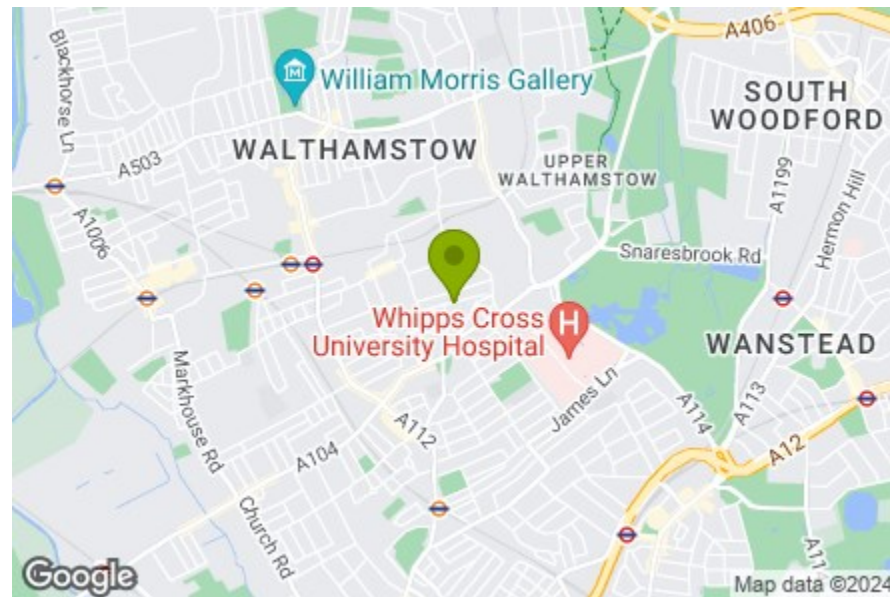 Blackhorse Ln
A406
William Morris Gallery
SOUTH
WOODFORD
A503
WALTHAMSTOW
UPPER
WALTHAMSTOW
A1199
Hermon Hill
A1006
Snaresbrook Rd
Whipps Cross
University Hospital
H
WANSTEAD
Markhouse Rd
James Ln
A114
A113
A112
A12
A104
Church Rd
A11
Google
Map data ©2024